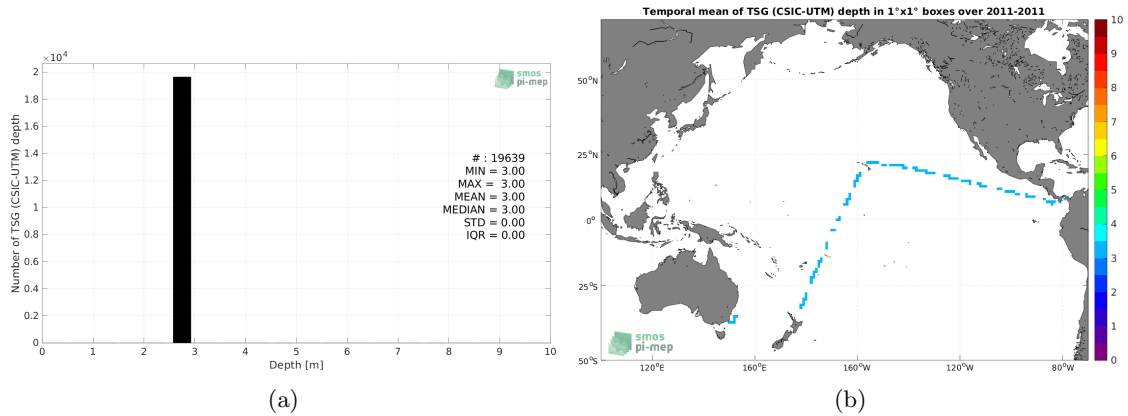 ×10⁴
2
1.8
1.6
1.4
1.2
1
0.8
0.6
0.4
0.2
0
Number of TSG (CSIC-UTM) depth
smos
pi-mep
# : 19639
MIN = 3.00
MAX = 3.00
MEAN = 3.00
MEDIAN = 3.00
STD = 0.00
IQR = 0.00
0 1 2 3 4 5 6 7 8 9 10
Depth [m]
(a)
Temporal mean of TSG (CSIC-UTM) depth in 1°x1° boxes over 2011-2011
50°N
25°N
0°
25°S
50°S
smos
pi-mep
120°E 160°E 160°W 120°W 80°W
10
9
8
7
6
5
4
3
2
1
0
(b)